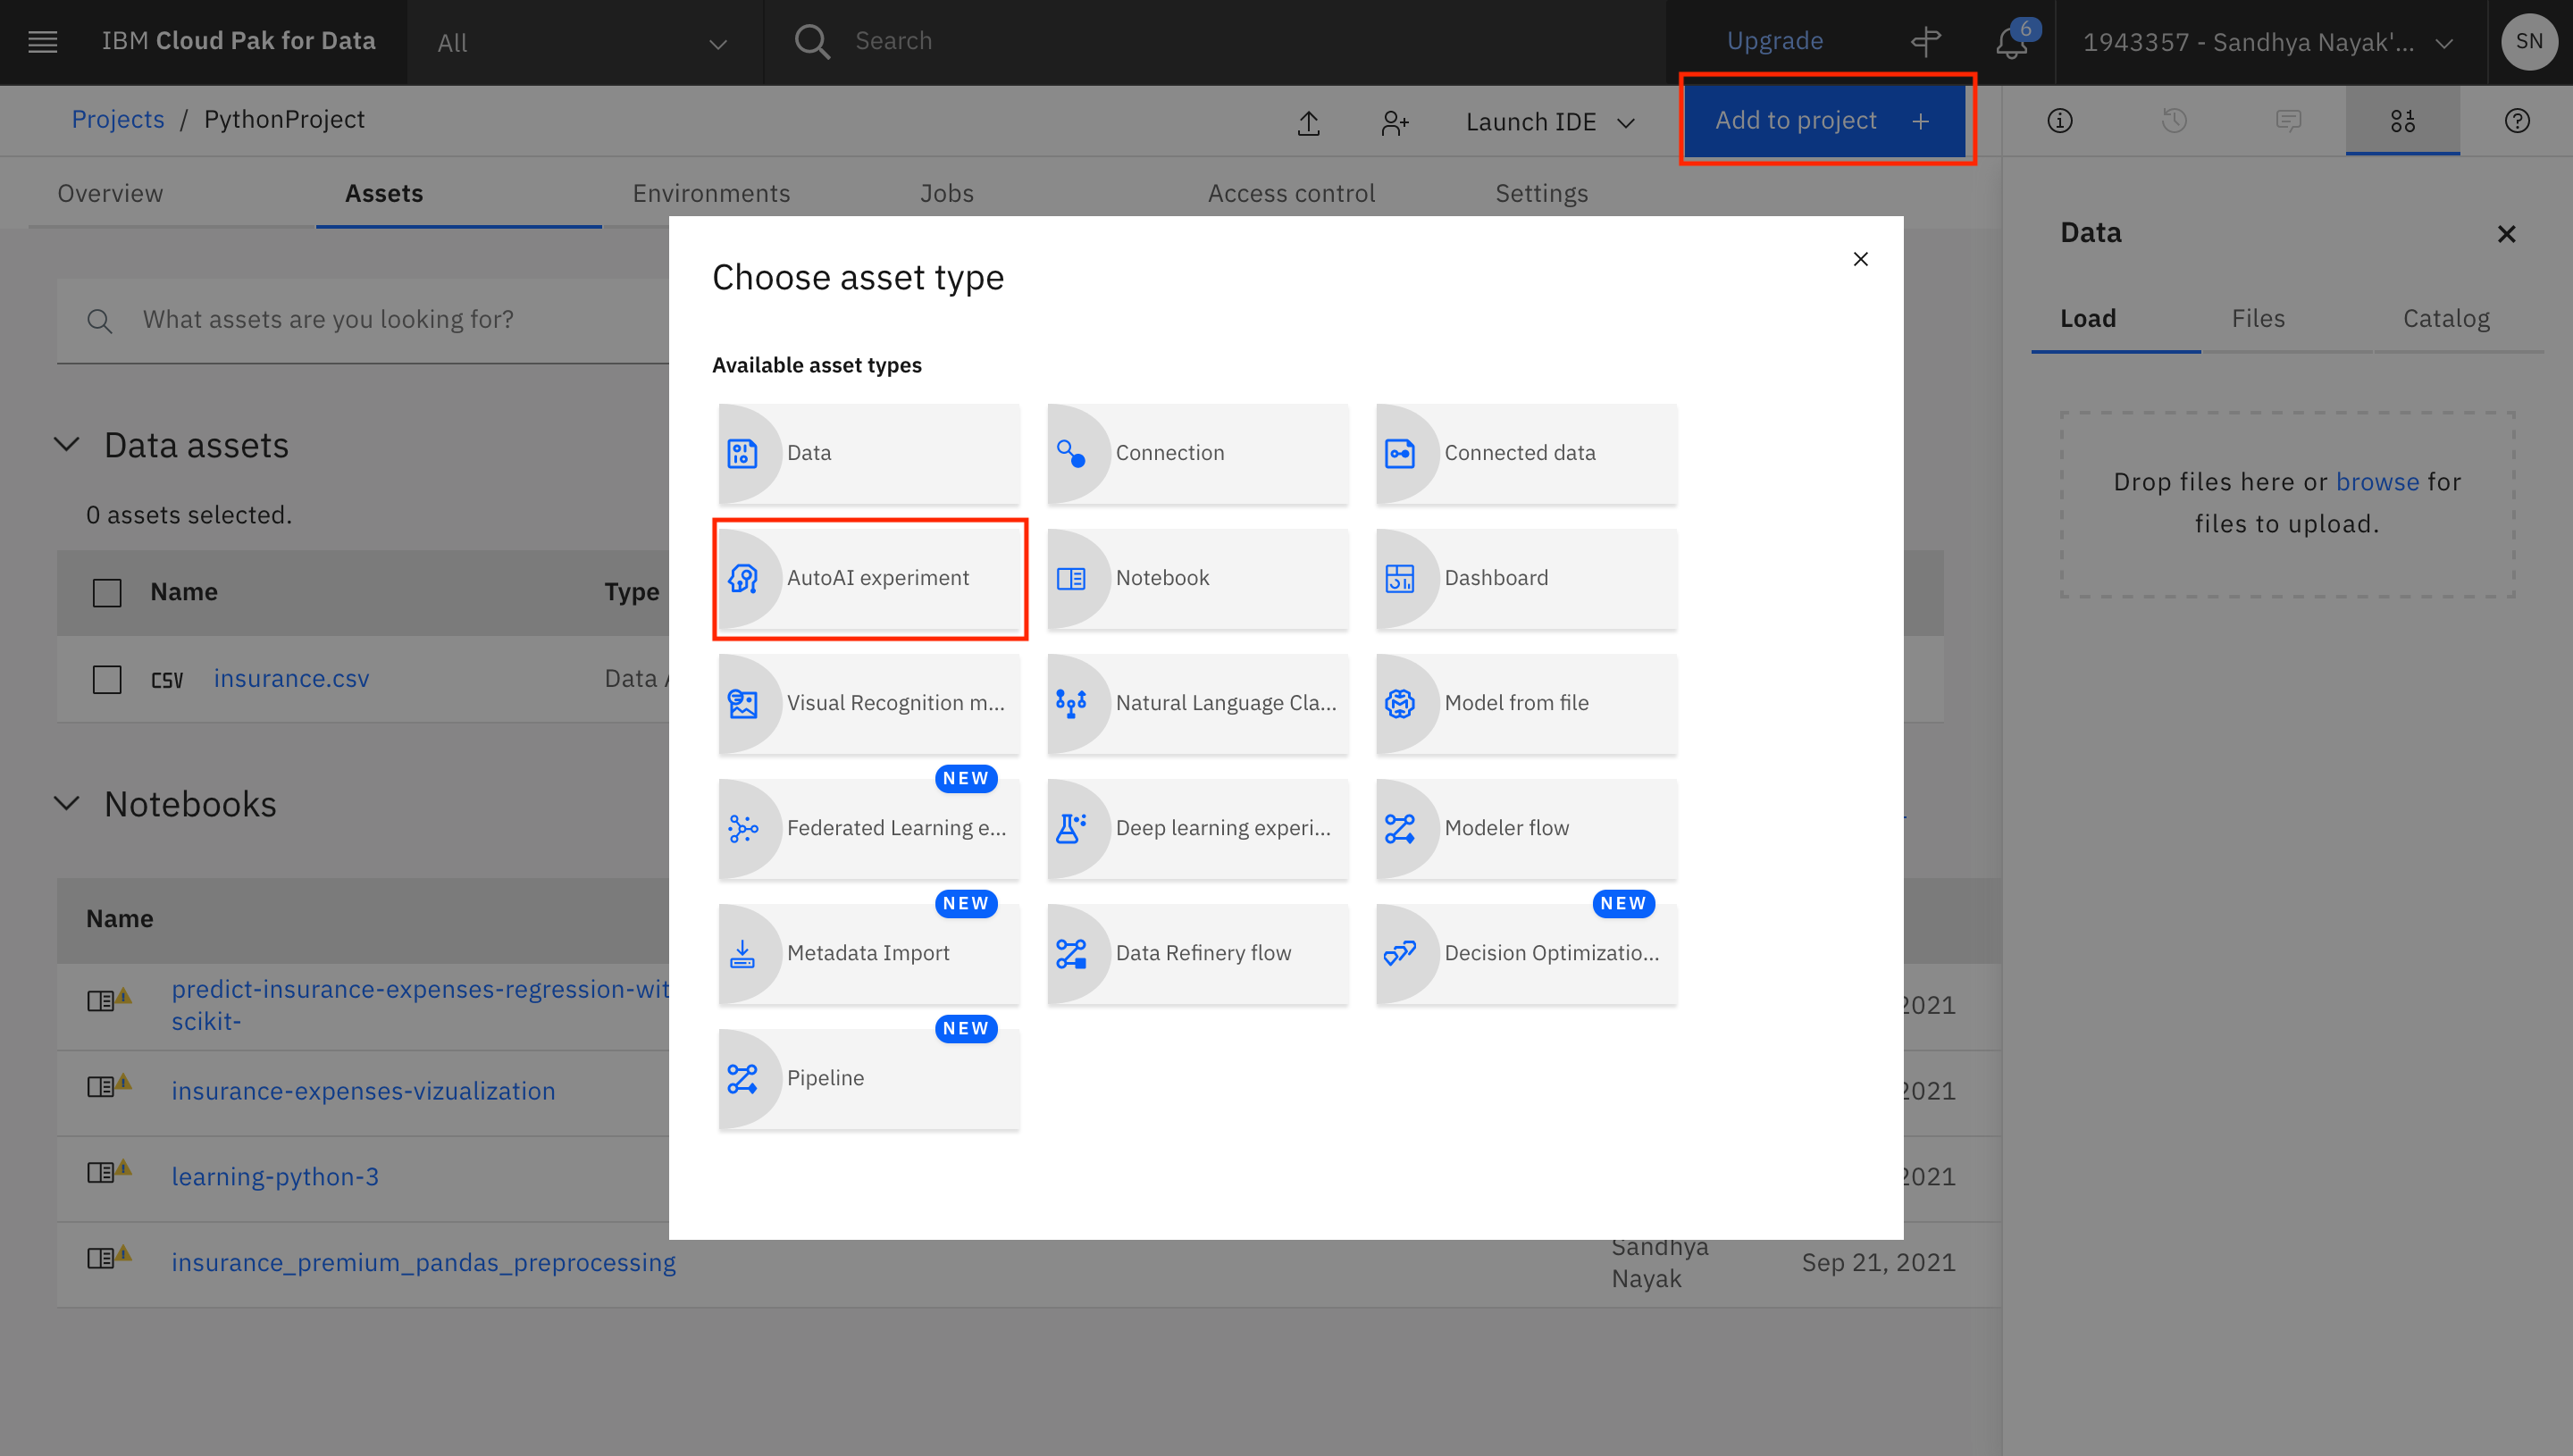 IBM Cloud Pak for Data
All
Search
Upgrade
6
1943357 - Sandhya Nayak'...
SN
Projects / PythonProject
Launch IDE
Add to project +
Overview
Assets
Environments
Jobs
Access control
Settings
What assets are you looking for?
Data assets
0 assets selected.
Name
Type
CSV
insurance.csv
Data
Notebooks
Name
predict-insurance-expenses-regression-wit
scikit-
2021
insurance-expenses-vizualization
2021
learning-python-3
2021
insurance_premium_pandas_preprocessing
Sandhya
Nayak
Sep 21, 2021
Choose asset type
Available asset types
Data
Connection
Connected data
AutoAI experiment
Notebook
Dashboard
Visual Recognition m...
Natural Language Cla...
Model from file
NEW
Federated Learning e...
Deep learning experi...
Modeler flow
NEW
Metadata Import
Data Refinery flow
NEW
Decision Optimizatio...
NEW
Pipeline
Data
Load
Files
Catalog
Drop files here or browse for
files to upload.